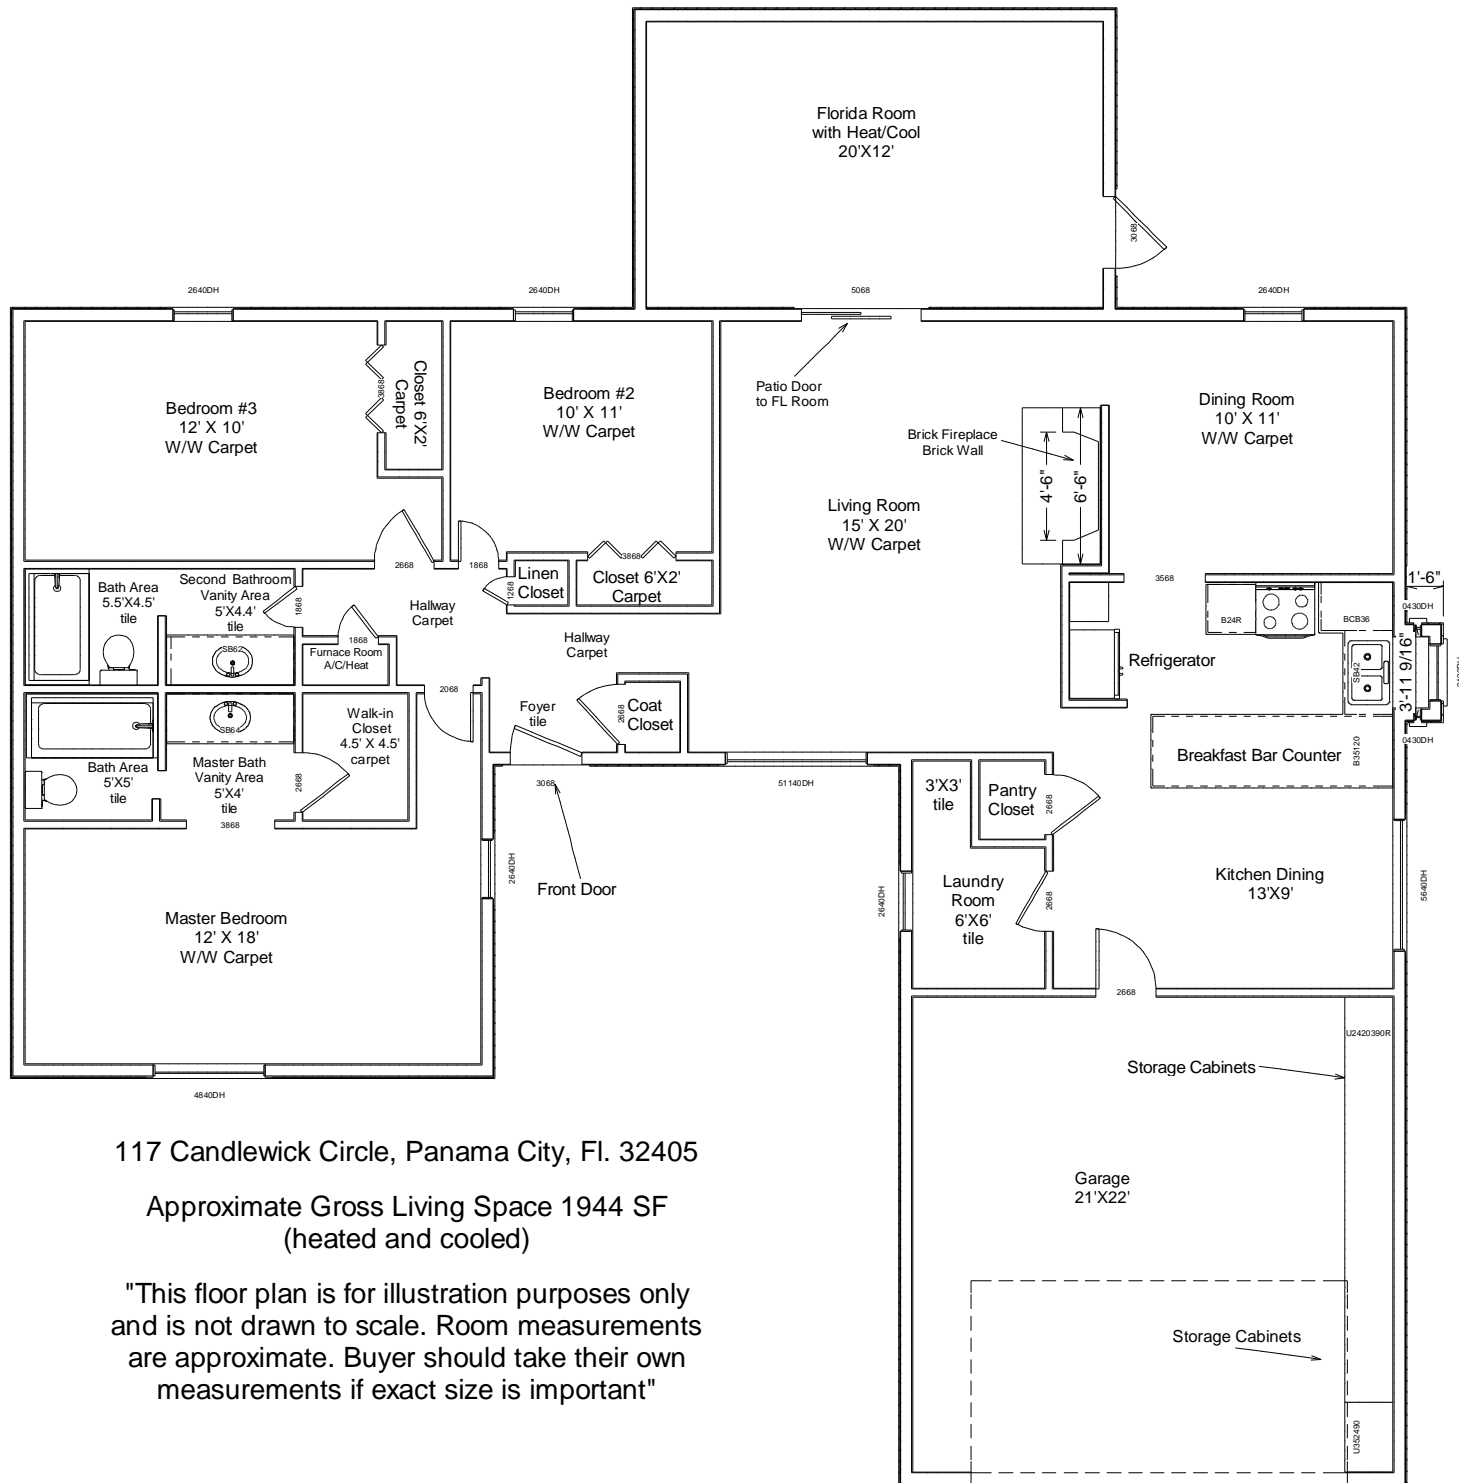 Florida Room
with Heat/Cool
20'X12'
3068
2640DH
2640DH
5068
2640DH
Bedroom #3
12' X 10'
W/W Carpet
3868
Closet 6'X2'
Carpet
Bedroom #2
10' X 11'
W/W Carpet
Patio Door
to FL Room
Dining Room
10' X 11'
W/W Carpet
Brick Fireplace
Brick Wall
4'-6"
6'-6"
Living Room
15' X 20'
W/W Carpet
2668
1868
3868
Linen
Closet
1268
Closet 6'X2'
Carpet
3568
1'-6"
0430DH
Bath Area
5.5'X4.5'
tile
Second Bathroom
Vanity Area
5'X4.4'
tile
1868
Hallway
Carpet
Hallway
Carpet
1868
Furnace Room
A/C/Heat
SB62
B24R
BCB36
Refrigerator
SB42
3'-11 9/16"
2068
Foyer
tile
2668
Coat
Closet
Walk-in
Closet
4.5' X 4.5'
carpet
SB64
Bath Area
5'X5'
tile
Master Bath
Vanity Area
5'X4'
tile
2668
3868
0430DH
Breakfast Bar Counter
B35120
3068
51140DH
3'X3'
tile
Pantry
Closet
2668
2640DH
Front Door
2640DH
Laundry
Room
6'X6'
tile
2668
Kitchen Dining
13'X9'
5640DH
Master Bedroom
12' X 18'
W/W Carpet
2668
4840DH
U2420390R
Storage Cabinets
Garage
21'X22'
Storage Cabinets
U352490
117 Candlewick Circle, Panama City, Fl. 32405
Approximate Gross Living Space 1944 SF
(heated and cooled)
"This floor plan is for illustration purposes only
and is not drawn to scale. Room measurements
are approximate. Buyer should take their own
measurements if exact size is important"